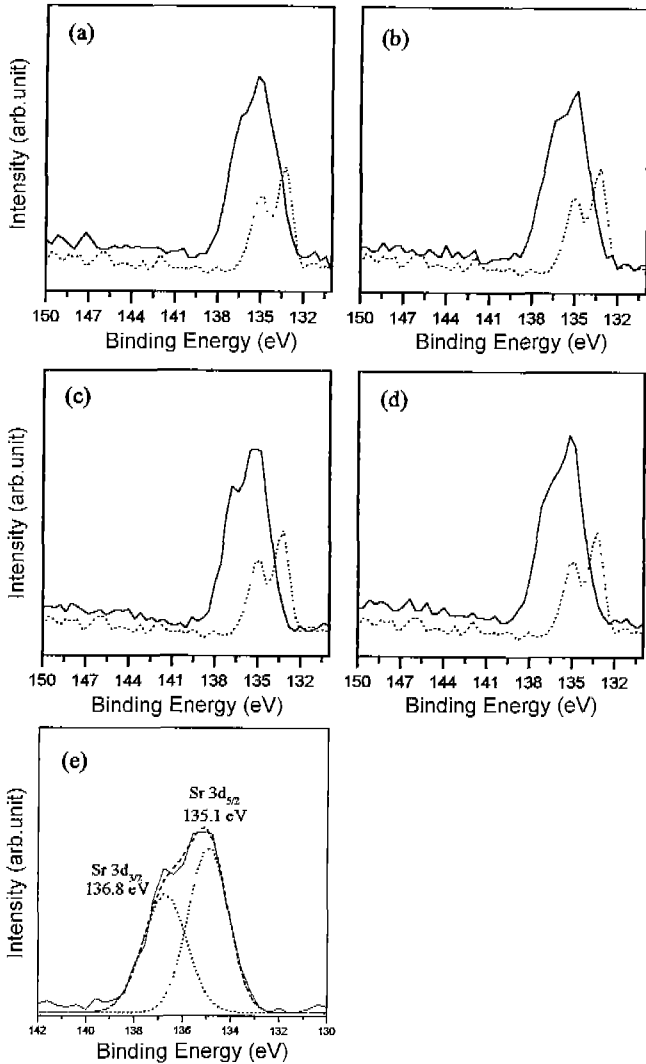 (a)
Intensity (arb.unit)
150 147 144 141 138 135 132
Binding Energy (eV)
(b)
150 147 144 141 138 135 132
Binding Energy (eV)
(c)
Intensity (arb.unit)
150 147 144 141 138 135 132
Binding Energy (eV)
(d)
150 147 144 141 138 135 132
Binding Energy (eV)
(e)
Sr 3d5/2
135.1 eV
Sr 3d3/2
136.8 eV
Intensity (arb.unit)
142 140 138 136 134 132 130
Binding Energy (eV)